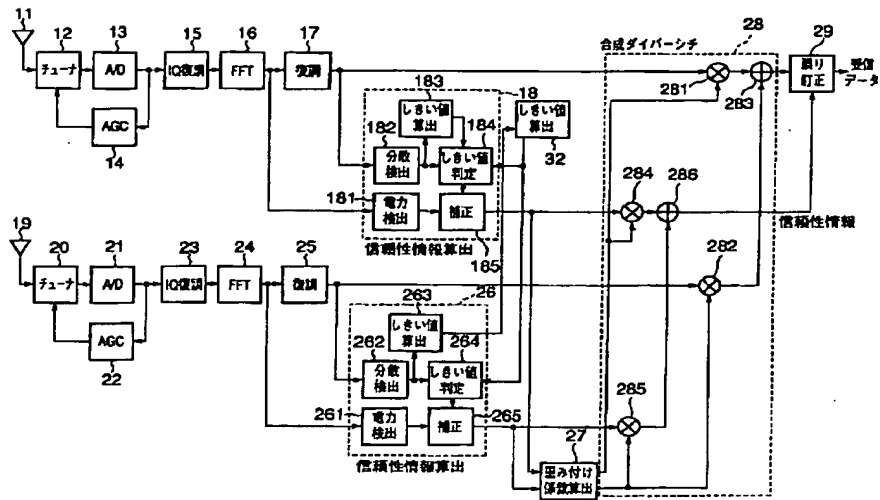 11
12
13
15
16
17
チューナ
A/D
IQ復調
FFT
復調
AGC
14
183
18
しきい値
算出
184
182
分散
検出
しきい値
判定
しきい値
算出
32
181
電力
検出
補正
185
信頼性情報算出
合成ダイバーシチ
28
29
281
283
誤り
訂正
受信
データ
284
286
信頼性情報
282
19
20
21
23
24
25
チューナ
A/D
IQ復調
FFT
復調
AGC
22
263
26
しきい値
算出
264
262
分散
検出
しきい値
判定
261
電力
検出
補正
265
信頼性情報算出
285
27
重み付け
係数算出